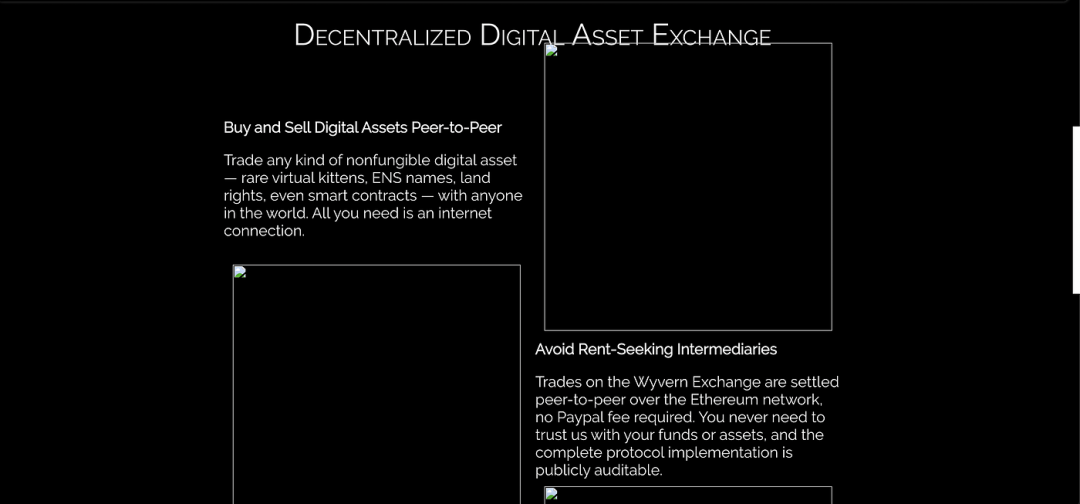 Decentralized Digital Asset Exchange
Buy and Sell Digital Assets Peer-to-Peer
Trade any kind of nonfungible digital asset
— rare virtual kittens, ENS names, land
rights, even smart contracts — with anyone
in the world. All you need is an internet
connection.
Avoid Rent-Seeking Intermediaries
Trades on the Wyvern Exchange are settled
peer-to-peer over the Ethereum network,
no Paypal fee required. You never need to
trust us with your funds or assets, and the
complete protocol implementation is
publicly auditable.